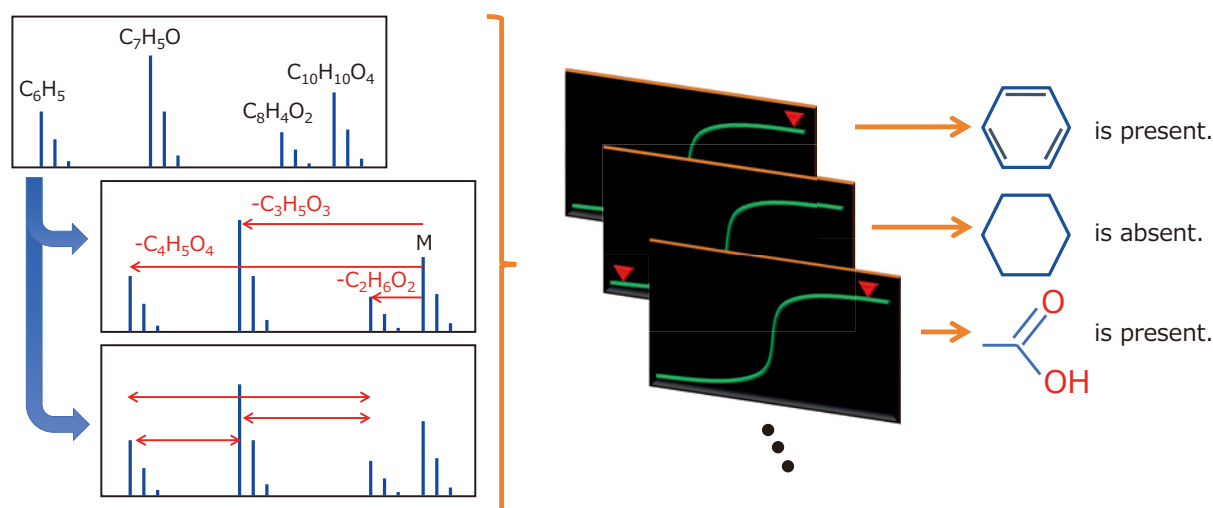 C₇H₅O
C₁₀H₁₀O₄
C₆H₅
C₈H₄O₂
is present.
-C₃H₅O₃
M
-C₄H₅O₄
-C₂H₆O₂
is absent.
O
is present.
OH